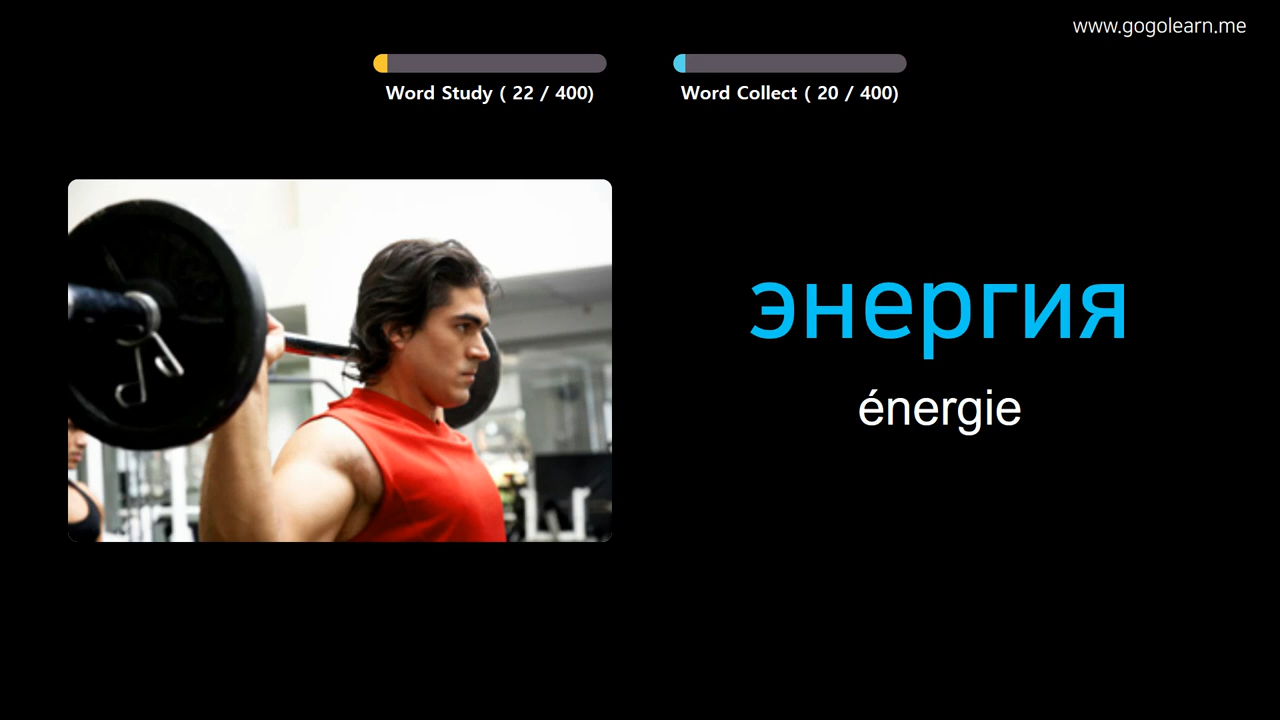 www.gogolearn.me
Word Study ( 22 / 400)
Word Collect ( 20 / 400)
энергия
énergie